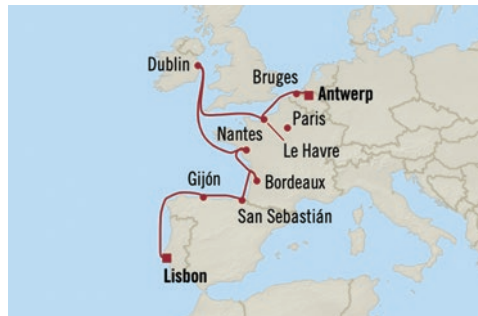 Dublin
Bruges
Antwerp
Paris
Nantes
Le Havre
Gijón
Bordeaux
San Sebastián
Lisbon